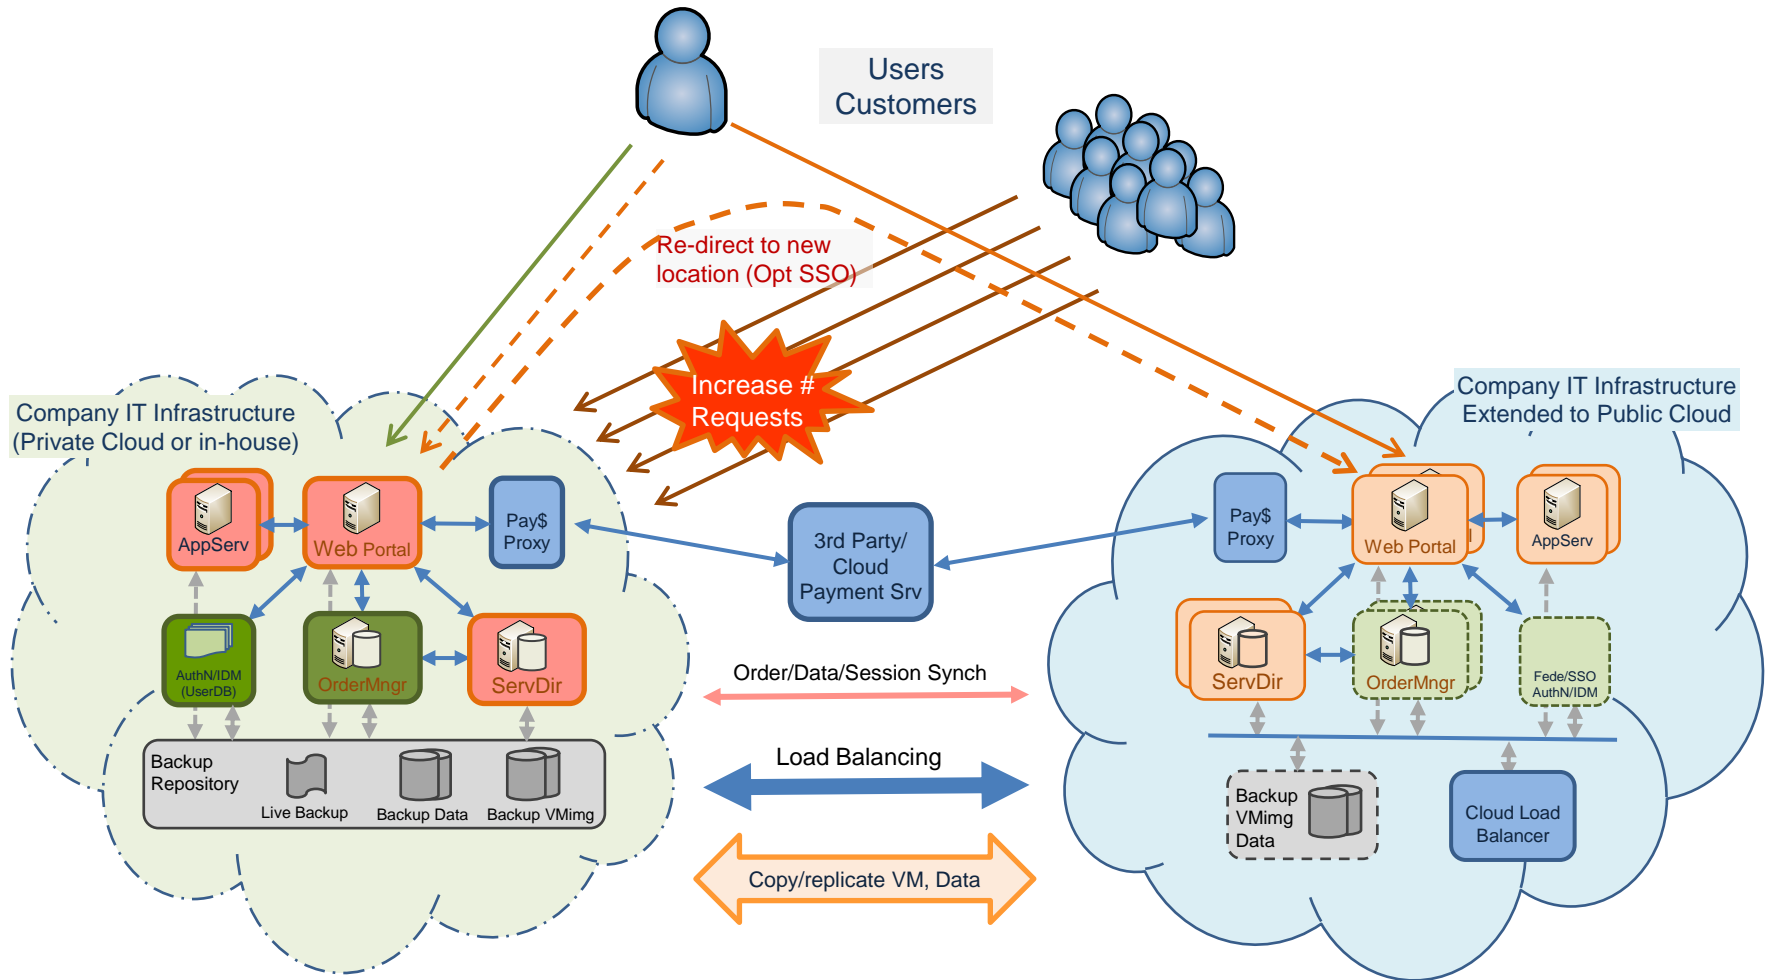 Users
Customers
Re-direct to new
location (Opt SSO)
Increase #
Requests
Company IT Infrastructure
(Private Cloud or in-house)
Company IT Infrastructure
Extended to Public Cloud
AppServ
Web Portal
Pay$
Proxy
3rd Party/
Cloud
Payment Srv
Pay$
Proxy
Web Portal
l
AppServ
AuthN/IDM
(UserDB)
OrderMngr
ServDir
Order/Data/Session Synch
ServDir
OrderMngr
Fede/SSO
AuthN/IDM
Backup
Repository
Live Backup
Backup Data
Backup VMimg
Load Balancing
Backup
VMimg
Data
Cloud Load
Balancer
Copy/replicate VM, Data